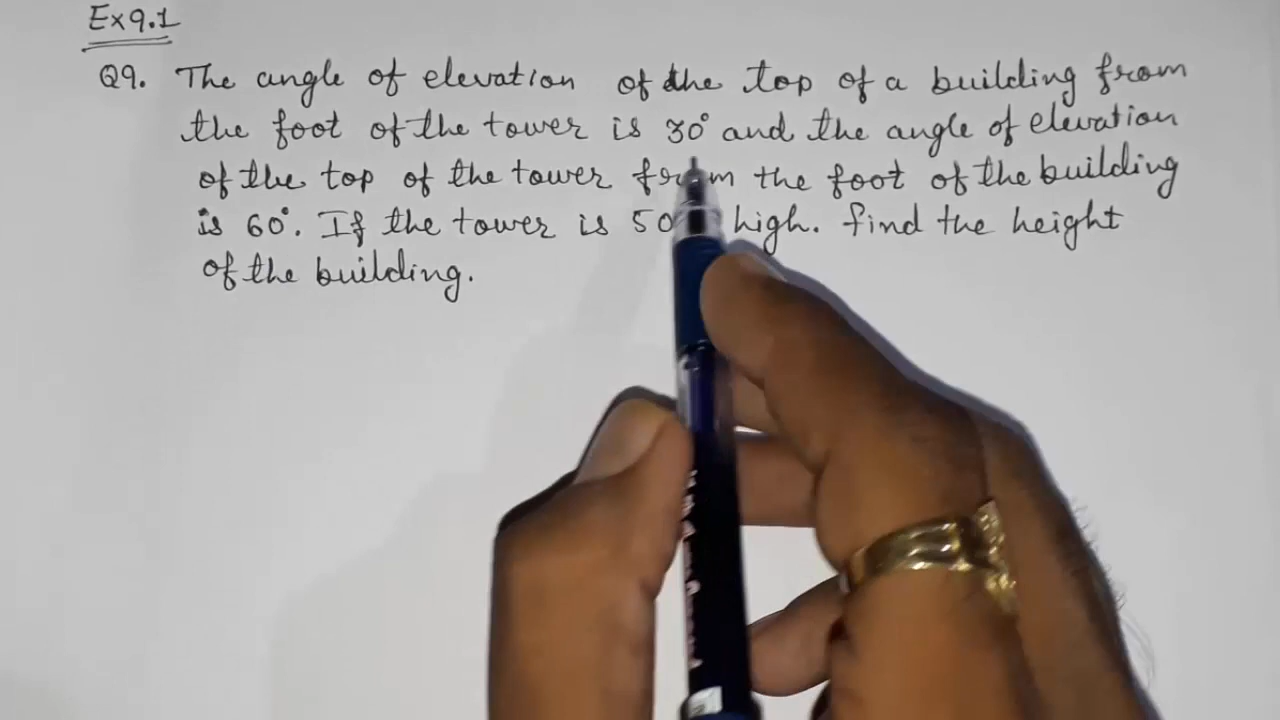 Ex 9.1
Q9. The angle of elevation of the top of a building from
the foot of the tower is 30° and the angle of elevation
of the top of the tower from the foot of the building
is 60°. If the tower is 50 high. find the height
of the building.